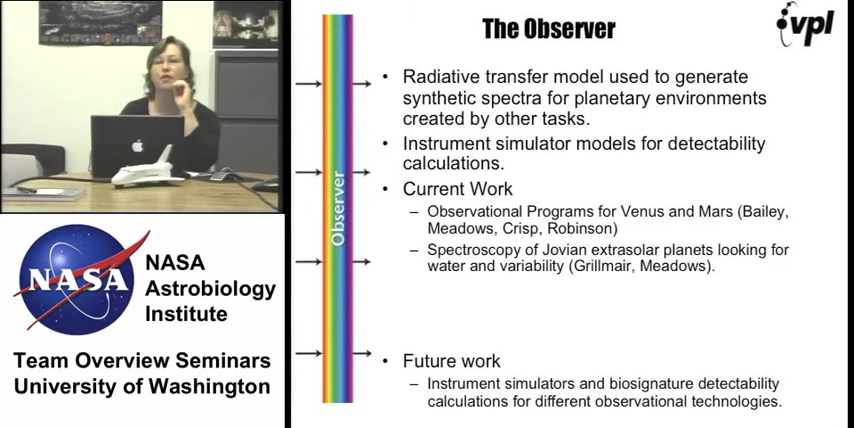 The Observer
vpl
• Radiative transfer model used to generate
synthetic spectra for planetary environments
created by other tasks.
• Instrument simulator models for detectability
calculations.
• Current Work
– Observational Programs for Venus and Mars (Bailey,
Meadows, Crisp, Robinson)
– Spectroscopy of Jovian extrasolar planets looking for
water and variability (Grillmair, Meadows).
• Future work
– Instrument simulators and biosignature detectability
calculations for different observational technologies.
Observer
NASA
NASA
Astrobiology
Institute
Team Overview Seminars
University of Washington